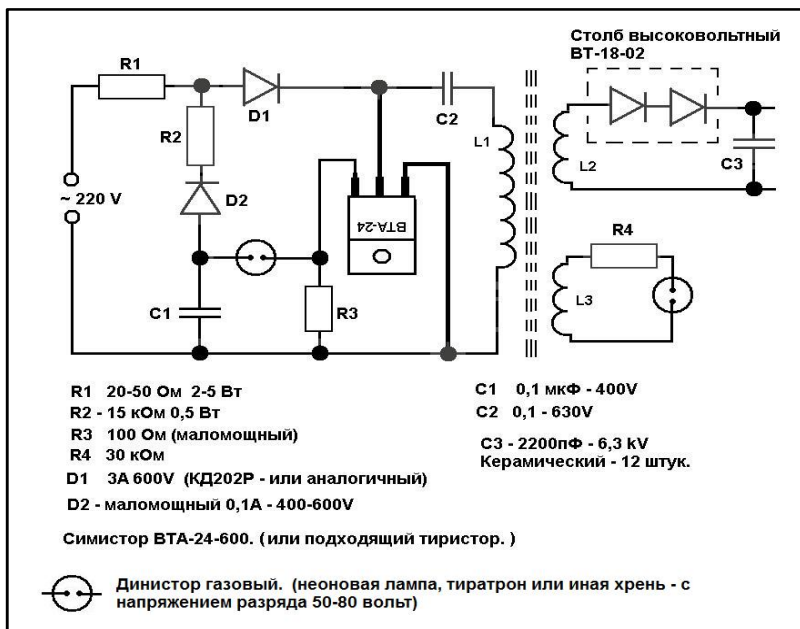 Столб высоковольтный
BT-18-02
R1
D1
C2
L1
R2
L2
C3
D2
~ 220 V
BTA-24
R4
C1
R3
L3
R1 20-50 Ом 2-5 Вт
R2 - 15 кОм 0,5 Вт
R3 100 Ом (маломощный)
R4 30 кОм
D1 3А 600V (КД202Р - или аналогичный)
D2 - маломощный 0,1А - 400-600V
C1 0,1 мкФ - 400V
C2 0,1 - 630V
C3 - 2200пФ - 6,3 kV
Керамический - 12 штук.
Симистор ВТА-24-600. ( или подходящий тиристор. )
Динистор газовый. (неоновая лампа, тиратрон или иная хрень - с
напряжением разряда 50-80 вольт)